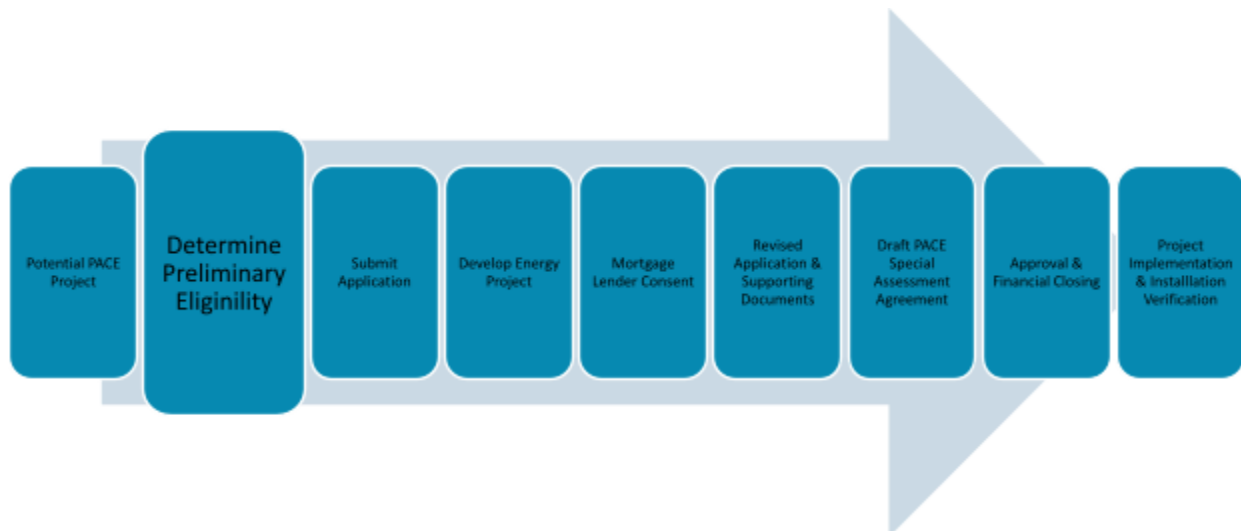 Potential PACE
Project
Determine
Preliminary
Eliginility
Submit
Application
Develop Energy
Project
Mortgage
Lender Consent
Revised
Application &
Supporting
Documents
Draft PACE
Special
Assessment
Agreement
Approval &
Financial Closing
Project
Implementation
& Installlation
Verification